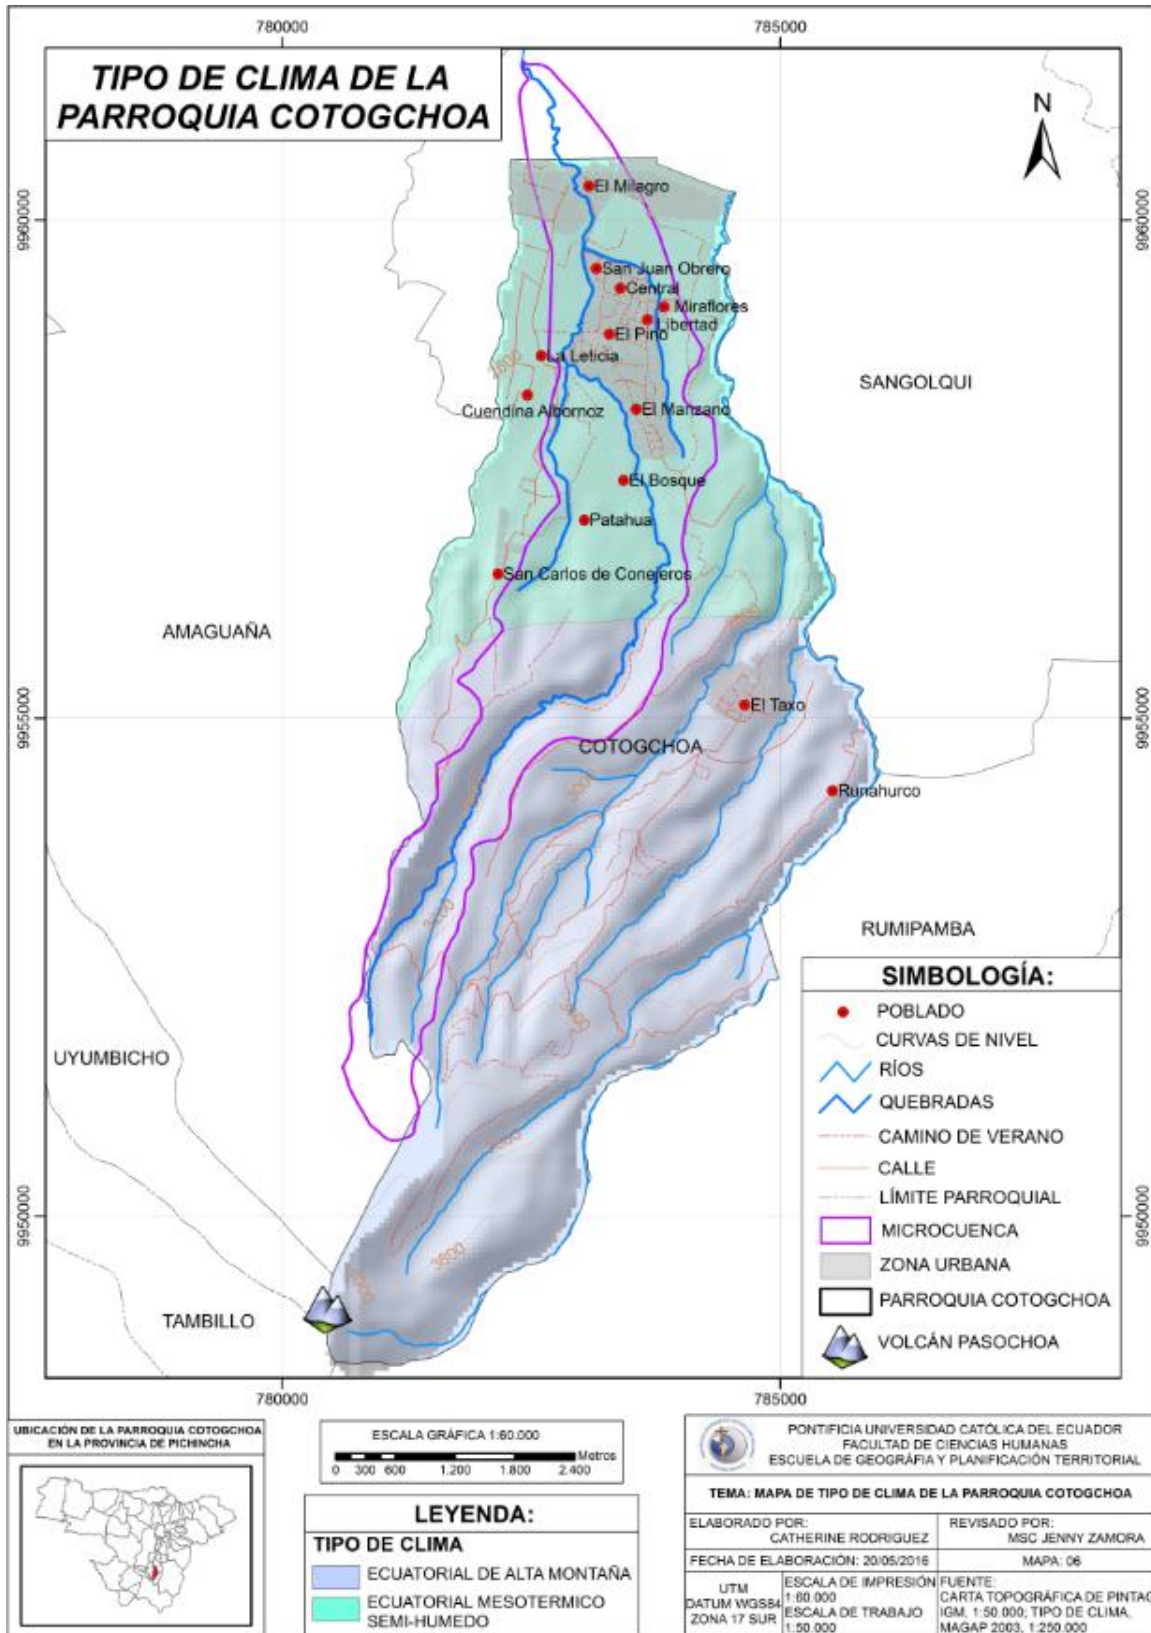 780000
785000
TIPO DE CLIMA DE LA
PARROQUIA COTOGCHOA
N
9960000
9960000
El Milagro
San Juan Obrero
Central
Miraflores
Libertad
El Pino
La Leticia
Cuendina Albornoz
El Manzano
El Bosque
Patahua
San Carlos de Conejeros
SANGOLQUI
AMAGUAÑA
El Taxo
9955000
9955000
COTOGCHOA
Runahurco
RUMIPAMBA
UYUMBICHO
9950000
9950000
3800
TAMBILLO
SIMBOLOGÍA:
POBLADO
CURVAS DE NIVEL
RÍOS
QUEBRADAS
CAMINO DE VERANO
CALLE
LÍMITE PARROQUIAL
MICROCUENCA
ZONA URBANA
PARROQUIA COTOGCHOA
VOLCÁN PASOCHOA
780000
785000
UBICACIÓN DE LA PARROQUIA COTOGCHOA
EN LA PROVINCIA DE PICHINCHA
ESCALA GRÁFICA 1:60.000
Metros
0 300 600 1.200 1.800 2.400
LEYENDA:
TIPO DE CLIMA
ECUATORIAL DE ALTA MONTAÑA
ECUATORIAL MESOTERMICO
SEMI-HUMEDO
PONTIFICIA UNIVERSIDAD CATÓLICA DEL ECUADOR
FACULTAD DE CIENCIAS HUMANAS
ESCUELA DE GEOGRÁFIA Y PLANIFICACIÓN TERRITORIAL
TEMA: MAPA DE TIPO DE CLIMA DE LA PARROQUIA COTOGCHOA
ELABORADO POR:
CATHERINE RODRIGUEZ
REVISADO POR:
MSC JENNY ZAMORA
FECHA DE ELABORACIÓN: 20/05/2016
MAPA: 06
UTM
DATUM WGS84
ZONA 17 SUR
ESCALA DE IMPRESIÓN
1:60.000
ESCALA DE TRABAJO
1:50.000
FUENTE:
CARTA TOPOGRÁFICA DE PINTAG
IGM, 1:50.000; TIPO DE CLIMA,
MAGAP 2003, 1:250.000